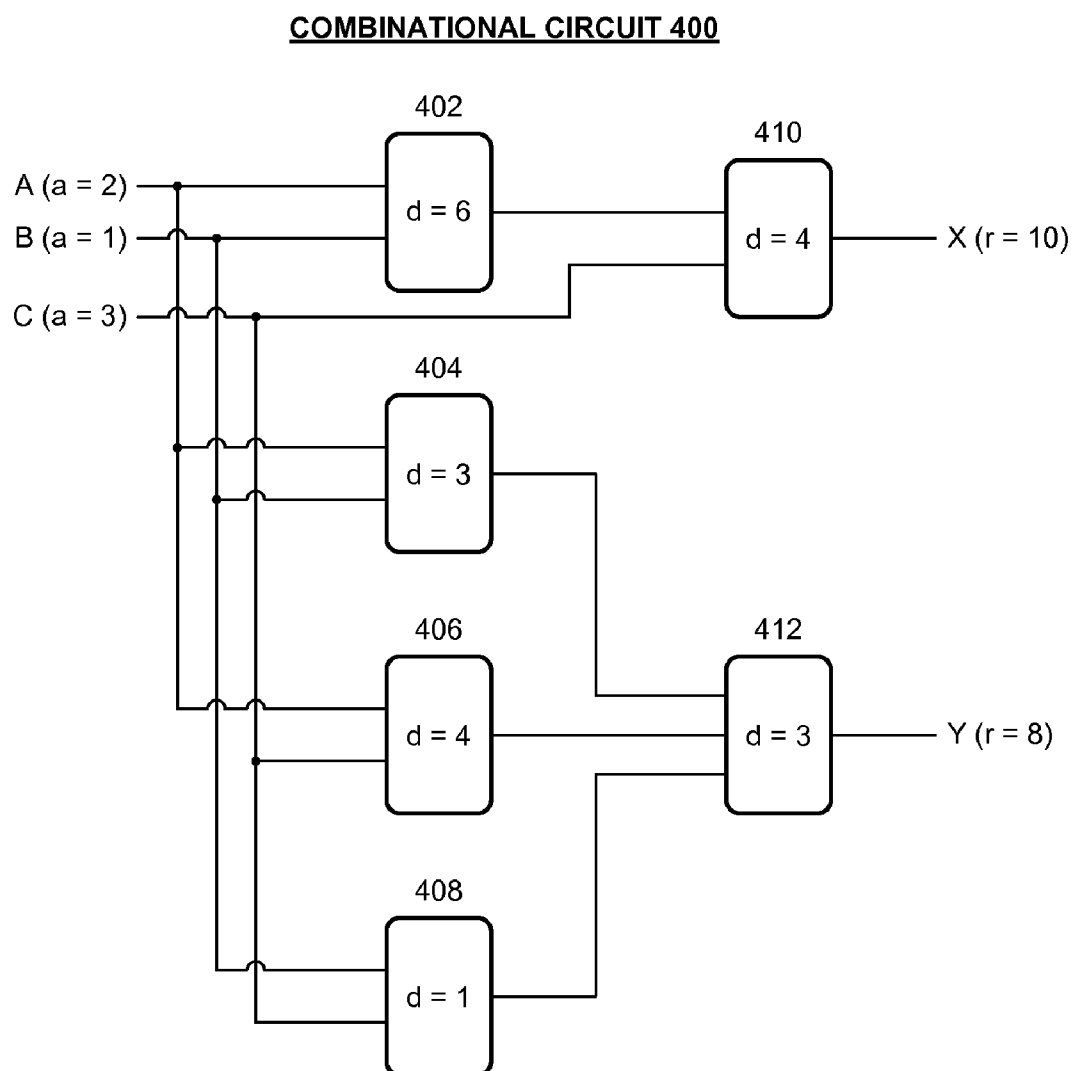 COMBINATIONAL CIRCUIT 400
402
410
A (a = 2)
d = 6
B (a = 1)
d = 4
X (r = 10)
C (a = 3)
404
d = 3
406
412
d = 4
d = 3
Y (r = 8)
408
d = 1